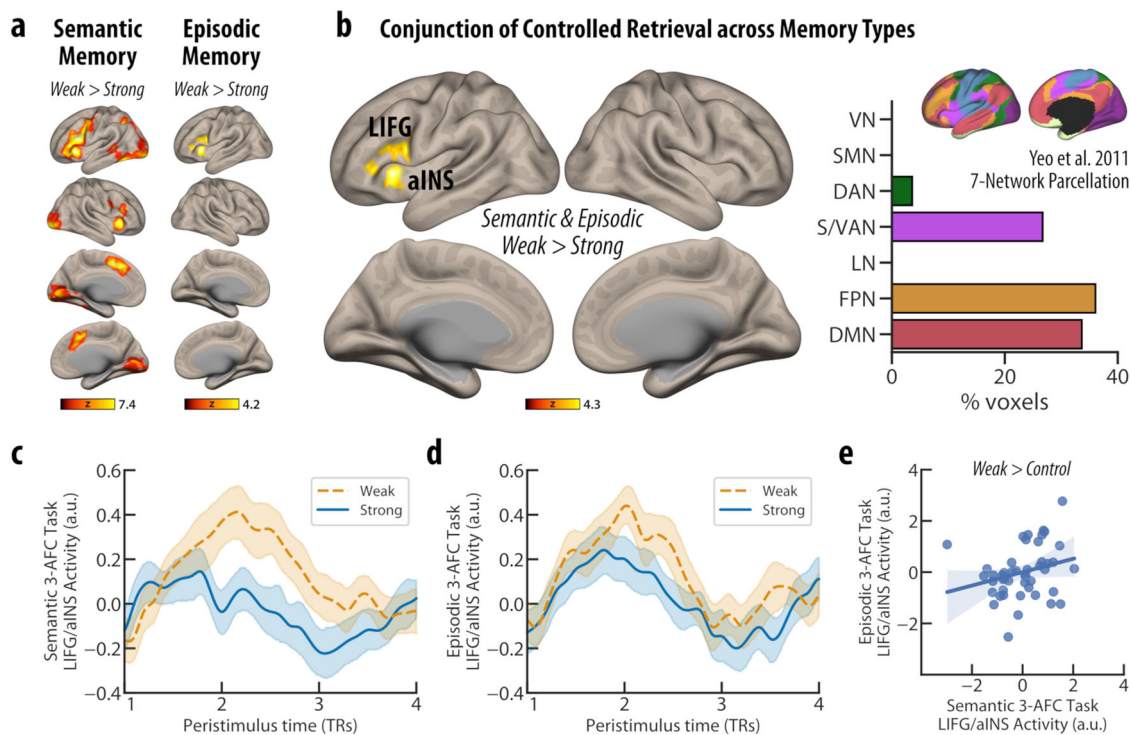 a
Semantic
Memory
Weak > Strong
Episodic
Memory
Weak > Strong
z 7.4
z 4.2
b Conjunction of Controlled Retrieval across Memory Types
LIFG
aINS
Semantic & Episodic
Weak > Strong
z 4.3
VN
SMN
DAN
S/VAN
LN
FPN
DMN
0 20 40
% voxels
Yeo et al. 2011
7-Network Parcellation
c
Semantic 3-AFC Task
LIFG/aINS Activity (a.u.)
0.6
0.4
0.2
0.0
−0.2
−0.4
Weak
Strong
1 2 3 4
Peristimulus time (TRs)
d
Episodic 3-AFC Task
LIFG/aINS Activity (a.u.)
0.6
0.4
0.2
0.0
−0.2
−0.4
Weak
Strong
1 2 3 4
Peristimulus time (TRs)
e
Weak > Control
Episodic 3-AFC Task
LIFG/aINS Activity (a.u.)
4
2
0
−2
−2 0 2 4
Semantic 3-AFC Task
LIFG/aINS Activity (a.u.)